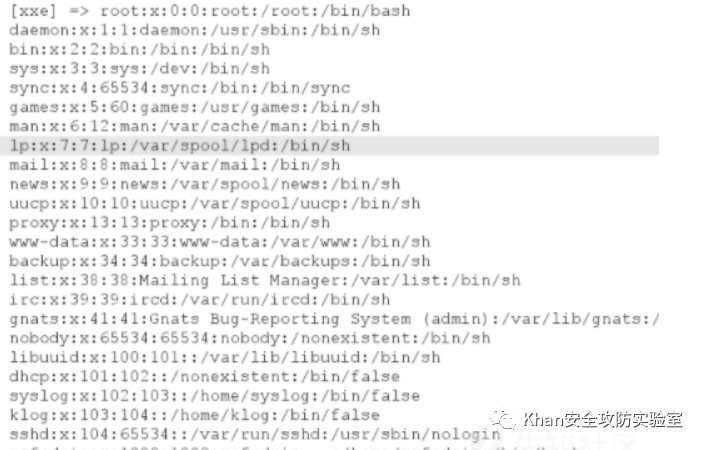 [xxe] => root:x:0:0:root:/root:/bin/bash
daemon:x:1:1:daemon:/usr/sbin:/bin/sh
bin:x:2:2:bin:/bin:/bin/sh
sys:x:3:3:sys:/dev:/bin/sh
sync:x:4:65534:sync:/bin:/bin/sync
games:x:5:60:games:/usr/games:/bin/sh
man:x:6:12:man:/var/cache/man:/bin/sh
lp:x:7:7:lp:/var/spool/lpd:/bin/sh
mail:x:8:8:mail:/var/mail:/bin/sh
news:x:9:9:news:/var/spool/news:/bin/sh
uucp:x:10:10:uucp:/var/spool/uucp:/bin/sh
proxy:x:13:13:proxy:/bin:/bin/sh
www-data:x:33:33:www-data:/var/www:/bin/sh
backup:x:34:34:backup:/var/backups:/bin/sh
list:x:38:38:Mailing List Manager:/var/list:/bin/sh
irc:x:39:39:ircd:/var/run/ircd:/bin/sh
gnats:x:41:41:Gnats Bug-Reporting System (admin):/var/lib/gnats:/
nobody:x:65534:65534:nobody:/nonexistent:/bin/sh
libuuid:x:100:101::/var/lib/libuuid:/bin/sh
dhcp:x:101:102::/nonexistent:/bin/false
syslog:x:102:103::/home/syslog:/bin/false
klog:x:103:104::/home/klog:/bin/false
sshd:x:104:65534::/var/run/sshd:/usr/sbin/nologin
Khan安全攻防实验室